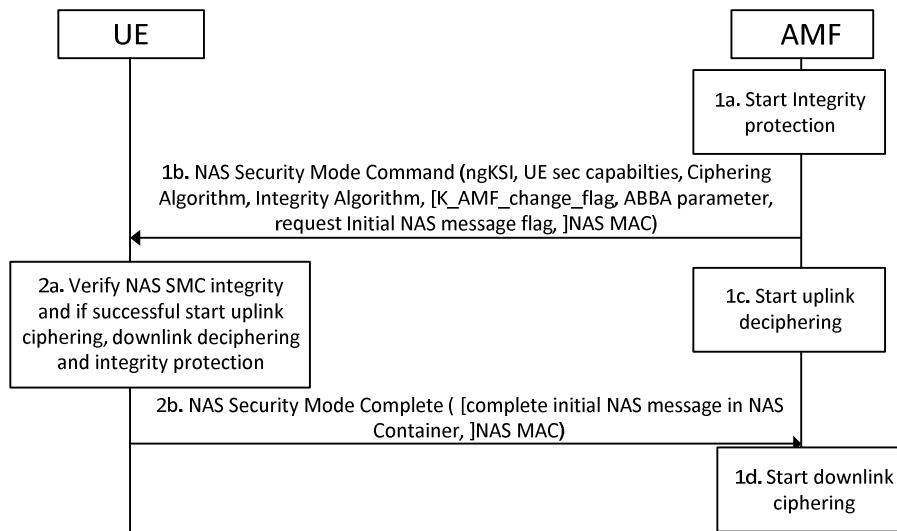 UE
AMF
1a. Start Integrity
protection
1b. NAS Security Mode Command (ngKSI, UE sec capabilties, Ciphering
Algorithm, Integrity Algorithm, [K_AMF_change_flag, ABBA parameter,
request Initial NAS message flag, ]NAS MAC)
2a. Verify NAS SMC integrity
and if successful start uplink
ciphering, downlink deciphering
and integrity protection
1c. Start uplink
deciphering
2b. NAS Security Mode Complete ( [complete initial NAS message in NAS
Container, ]NAS MAC)
1d. Start downlink
ciphering